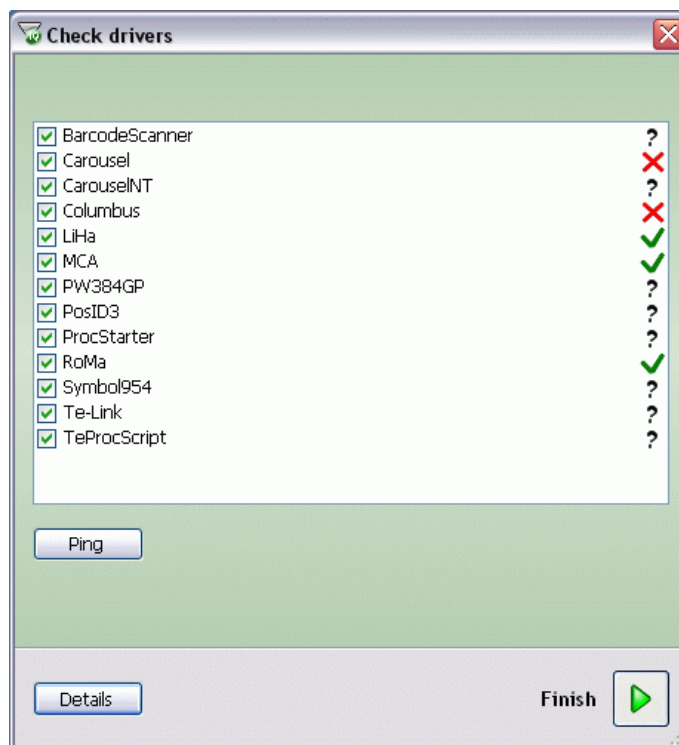 Check drivers
BarcodeScanner ?
Carousel
CarouselNT ?
Columbus
LiHa
MCA
PW384GP ?
PosID3 ?
ProcStarter ?
RoMa
Symbol954 ?
Te-Link ?
TeProcScript ?
Ping
Details Finish